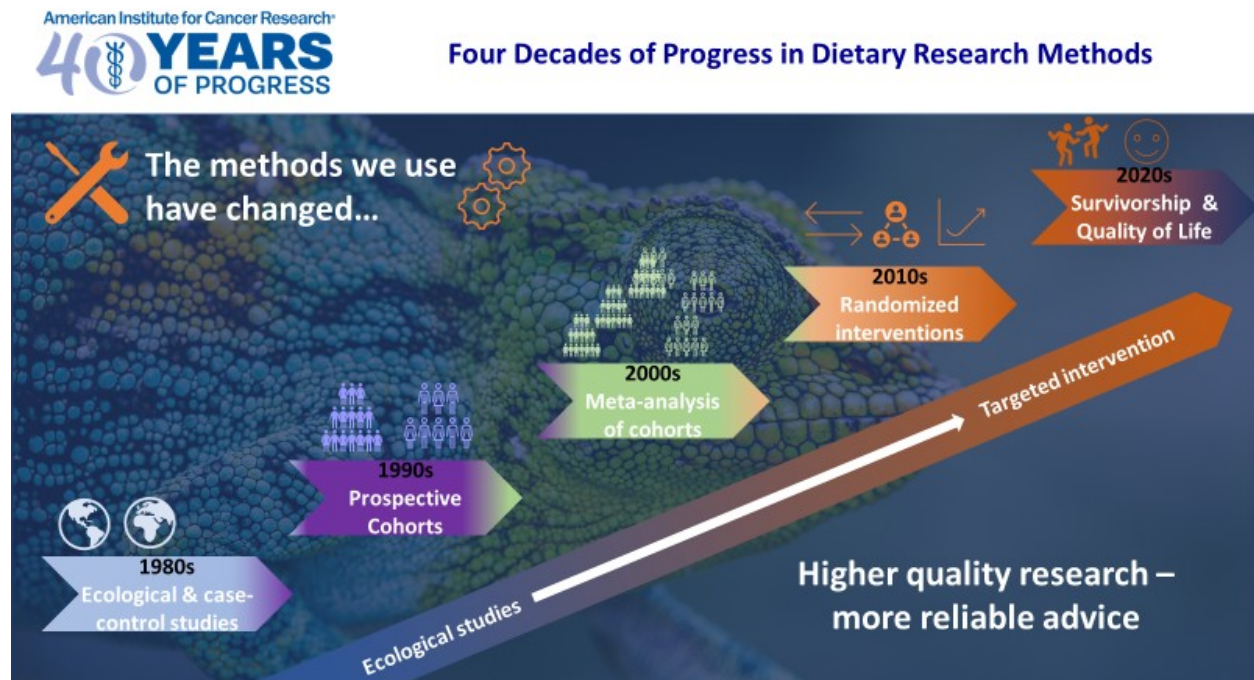 American Institute for Cancer Research®
40 YEARS
OF PROGRESS
Four Decades of Progress in Dietary Research Methods
The methods we use
have changed...
1980s
Ecological & case-
control studies
1990s
Prospective
Cohorts
2000s
Meta-analysis
of cohorts
2010s
Randomized
interventions
2020s
Survivorship &
Quality of Life
Ecological studies
Targeted intervention
Higher quality research –
more reliable advice